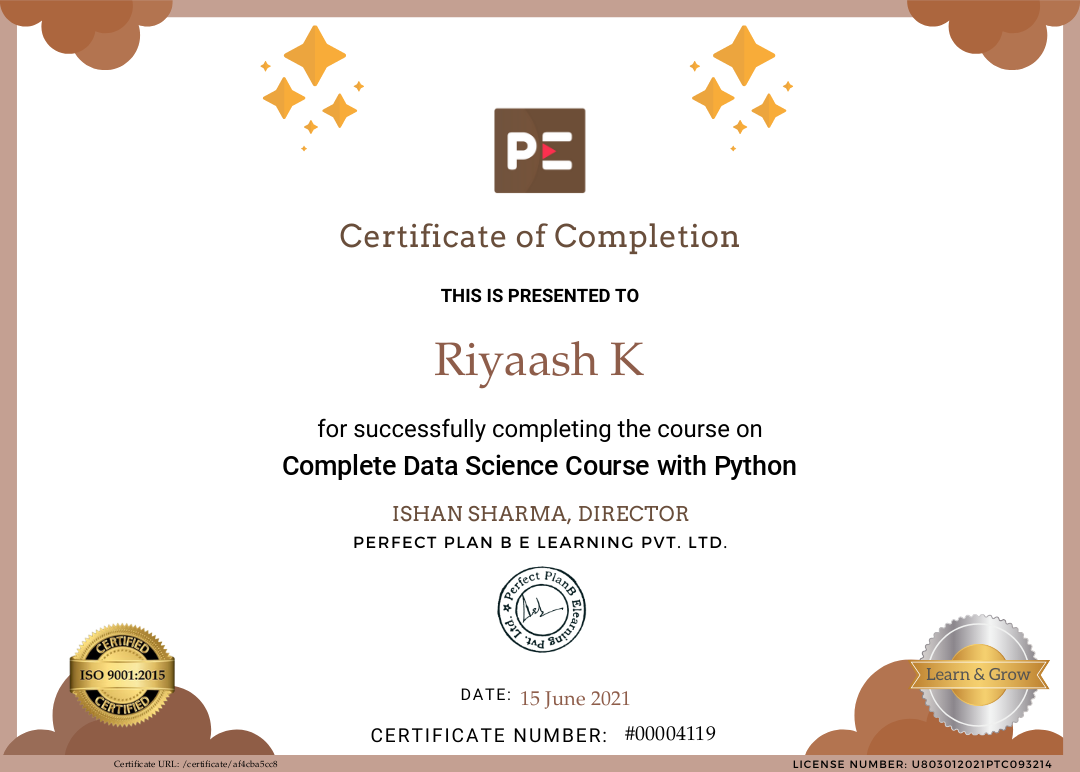 PE
Certificate of Completion
THIS IS PRESENTED TO
Riyaash K
for successfully completing the course on
Complete Data Science Course with Python
ISHAN SHARMA, DIRECTOR
PERFECT PLAN B E LEARNING PVT. LTD.
Perfect PlanB Elearning Pvt. Ltd.
CERTIFIED
ISO 9001:2015
CERTIFIED
Learn & Grow
DATE: 15 June 2021
CERTIFICATE NUMBER: #00004119
Certificate URL: /certificate/af4cba5cc8
LICENSE NUMBER: U803012021PTC093214